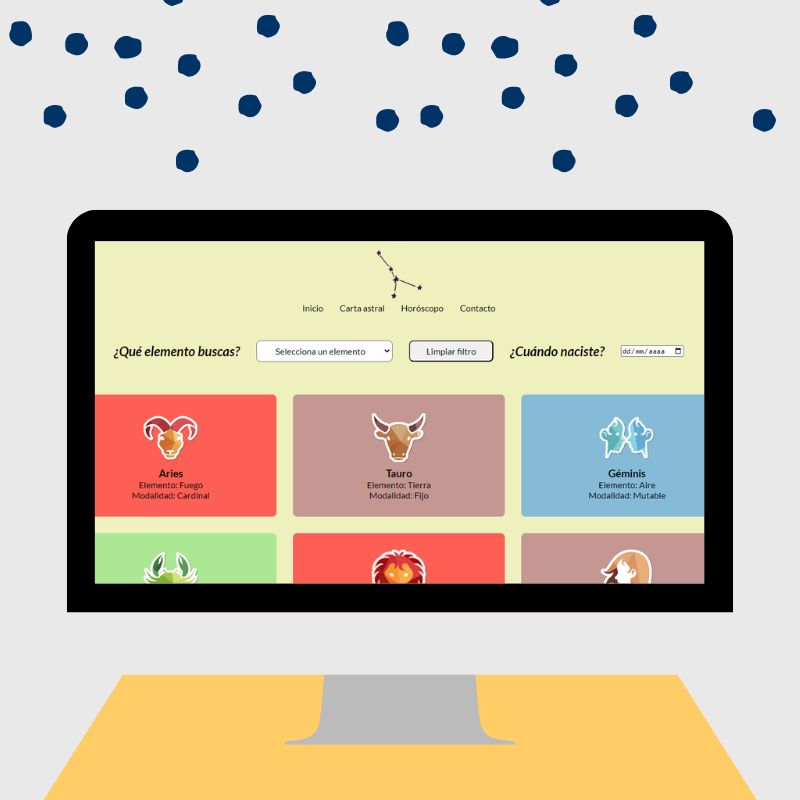 Inicio Carta astral Horóscopo Contacto
¿Qué elemento buscas? Selecciona un elemento Limpiar filtro ¿Cuándo naciste? dd/mm/aaaa
Aries
Elemento: Fuego
Modalidad: Cardinal
Tauro
Elemento: Tierra
Modalidad: Fijo
Géminis
Elemento: Aire
Modalidad: Mutable